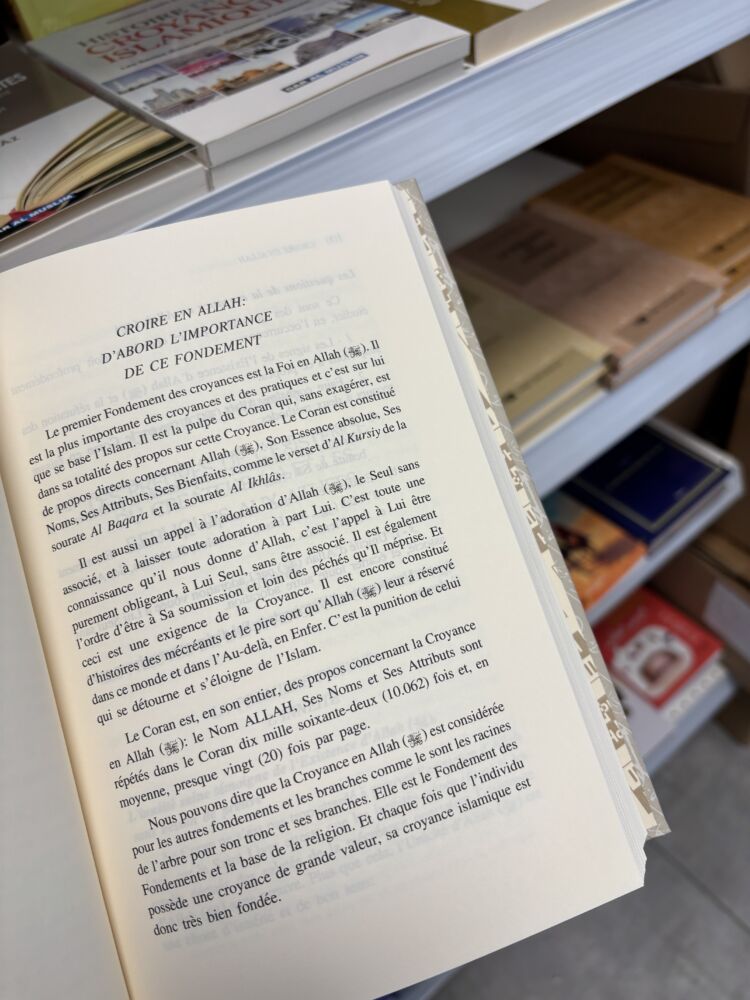 HISTOIRE
CROYANC
ISLAMIQUE
DAR AL MUSLIM
AR AL MUSLIM
CROIRE EN ALLAH:
D'ABORD L'IMPORTANCE
DE CE FONDEMENT
Le premier Fondement des croyances est la Foi en Allah (ﷻ). Il
est la plus importante des croyances et des pratiques et c'est sur lui
que se base l'Islam. Il est la pulpe du Coran qui, sans exagérer, est
dans sa totalité des propos sur cette Croyance. Le Coran est constitué
de propos directs concernant Allah (ﷻ), Son Essence absolue, Ses
Noms, Ses Attributs, Ses Bienfaits, comme le verset d'Al Kursiy de la
sourate Al Baqara et la sourate Al Ikhlâs.
Il est aussi un appel à l'adoration d'Allah (ﷻ), le Seul sans
associé, et à laisser toute adoration à part Lui. C'est toute une
connaissance qu'il nous donne d'Allah, c'est l'appel à Lui être
purement obligeant, à Lui Seul, sans être associé. Il est également
l'ordre d'être à Sa soumission et loin des péchés qu'Il méprise. Et
ceci est une exigence de la Croyance. Il est encore constitué
d'histoires des mécréants et le pire sort qu'Allah (ﷻ) leur a réservé
dans ce monde et dans l'Au-delà, en Enfer. C'est la punition de celui
qui se détourne et s'éloigne de l'Islam.
Le Coran est, en son entier, des propos concernant la Croyance
en Allah (ﷻ): le Nom ALLAH, Ses Noms et Ses Attributs sont
répétés dans le Coran dix mille soixante-deux (10.062) fois et, en
moyenne, presque vingt (20) fois par page.
Nous pouvons dire que la Croyance en Allah (ﷻ) est considérée
pour les autres fondements et les branches comme le sont les racines
de l'arbre pour son tronc et ses branches. Elle est le Fondement des
Fondements et la base de la religion. Et chaque fois que l'individu
possède une croyance de grande valeur, sa croyance islamique est
donc très bien fondée.